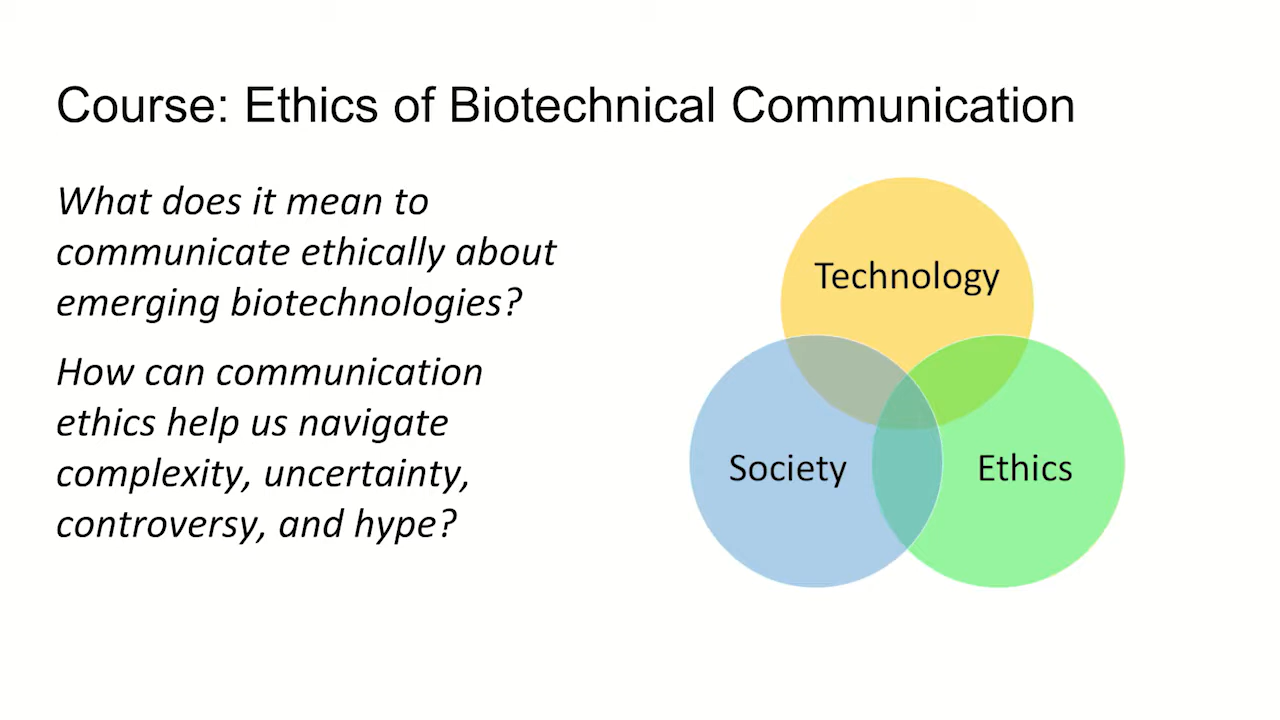 Course: Ethics of Biotechnical Communication
What does it mean to
communicate ethically about
emerging biotechnologies?
How can communication
ethics help us navigate
complexity, uncertainty,
controversy, and hype?
Technology
Society
Ethics